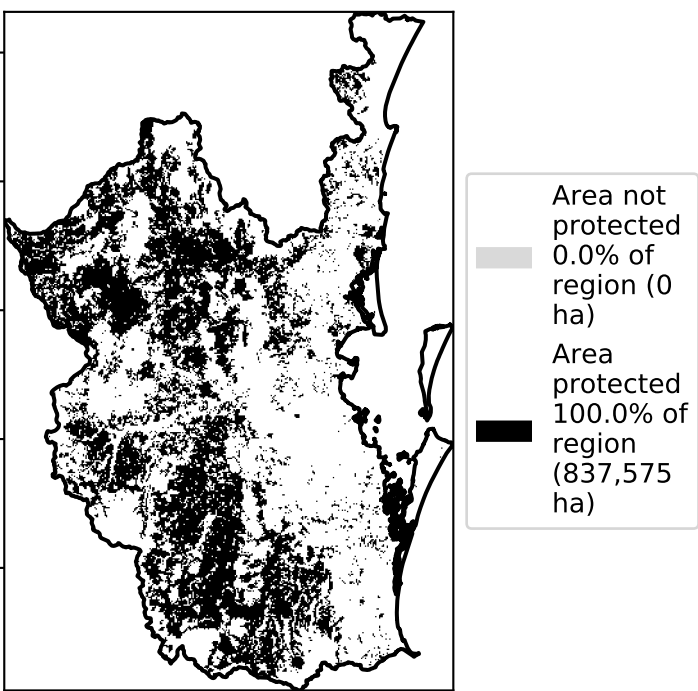 Area not
protected
0.0% of
region (0
ha)
Area
protected
100.0% of
region
(837,575
ha)